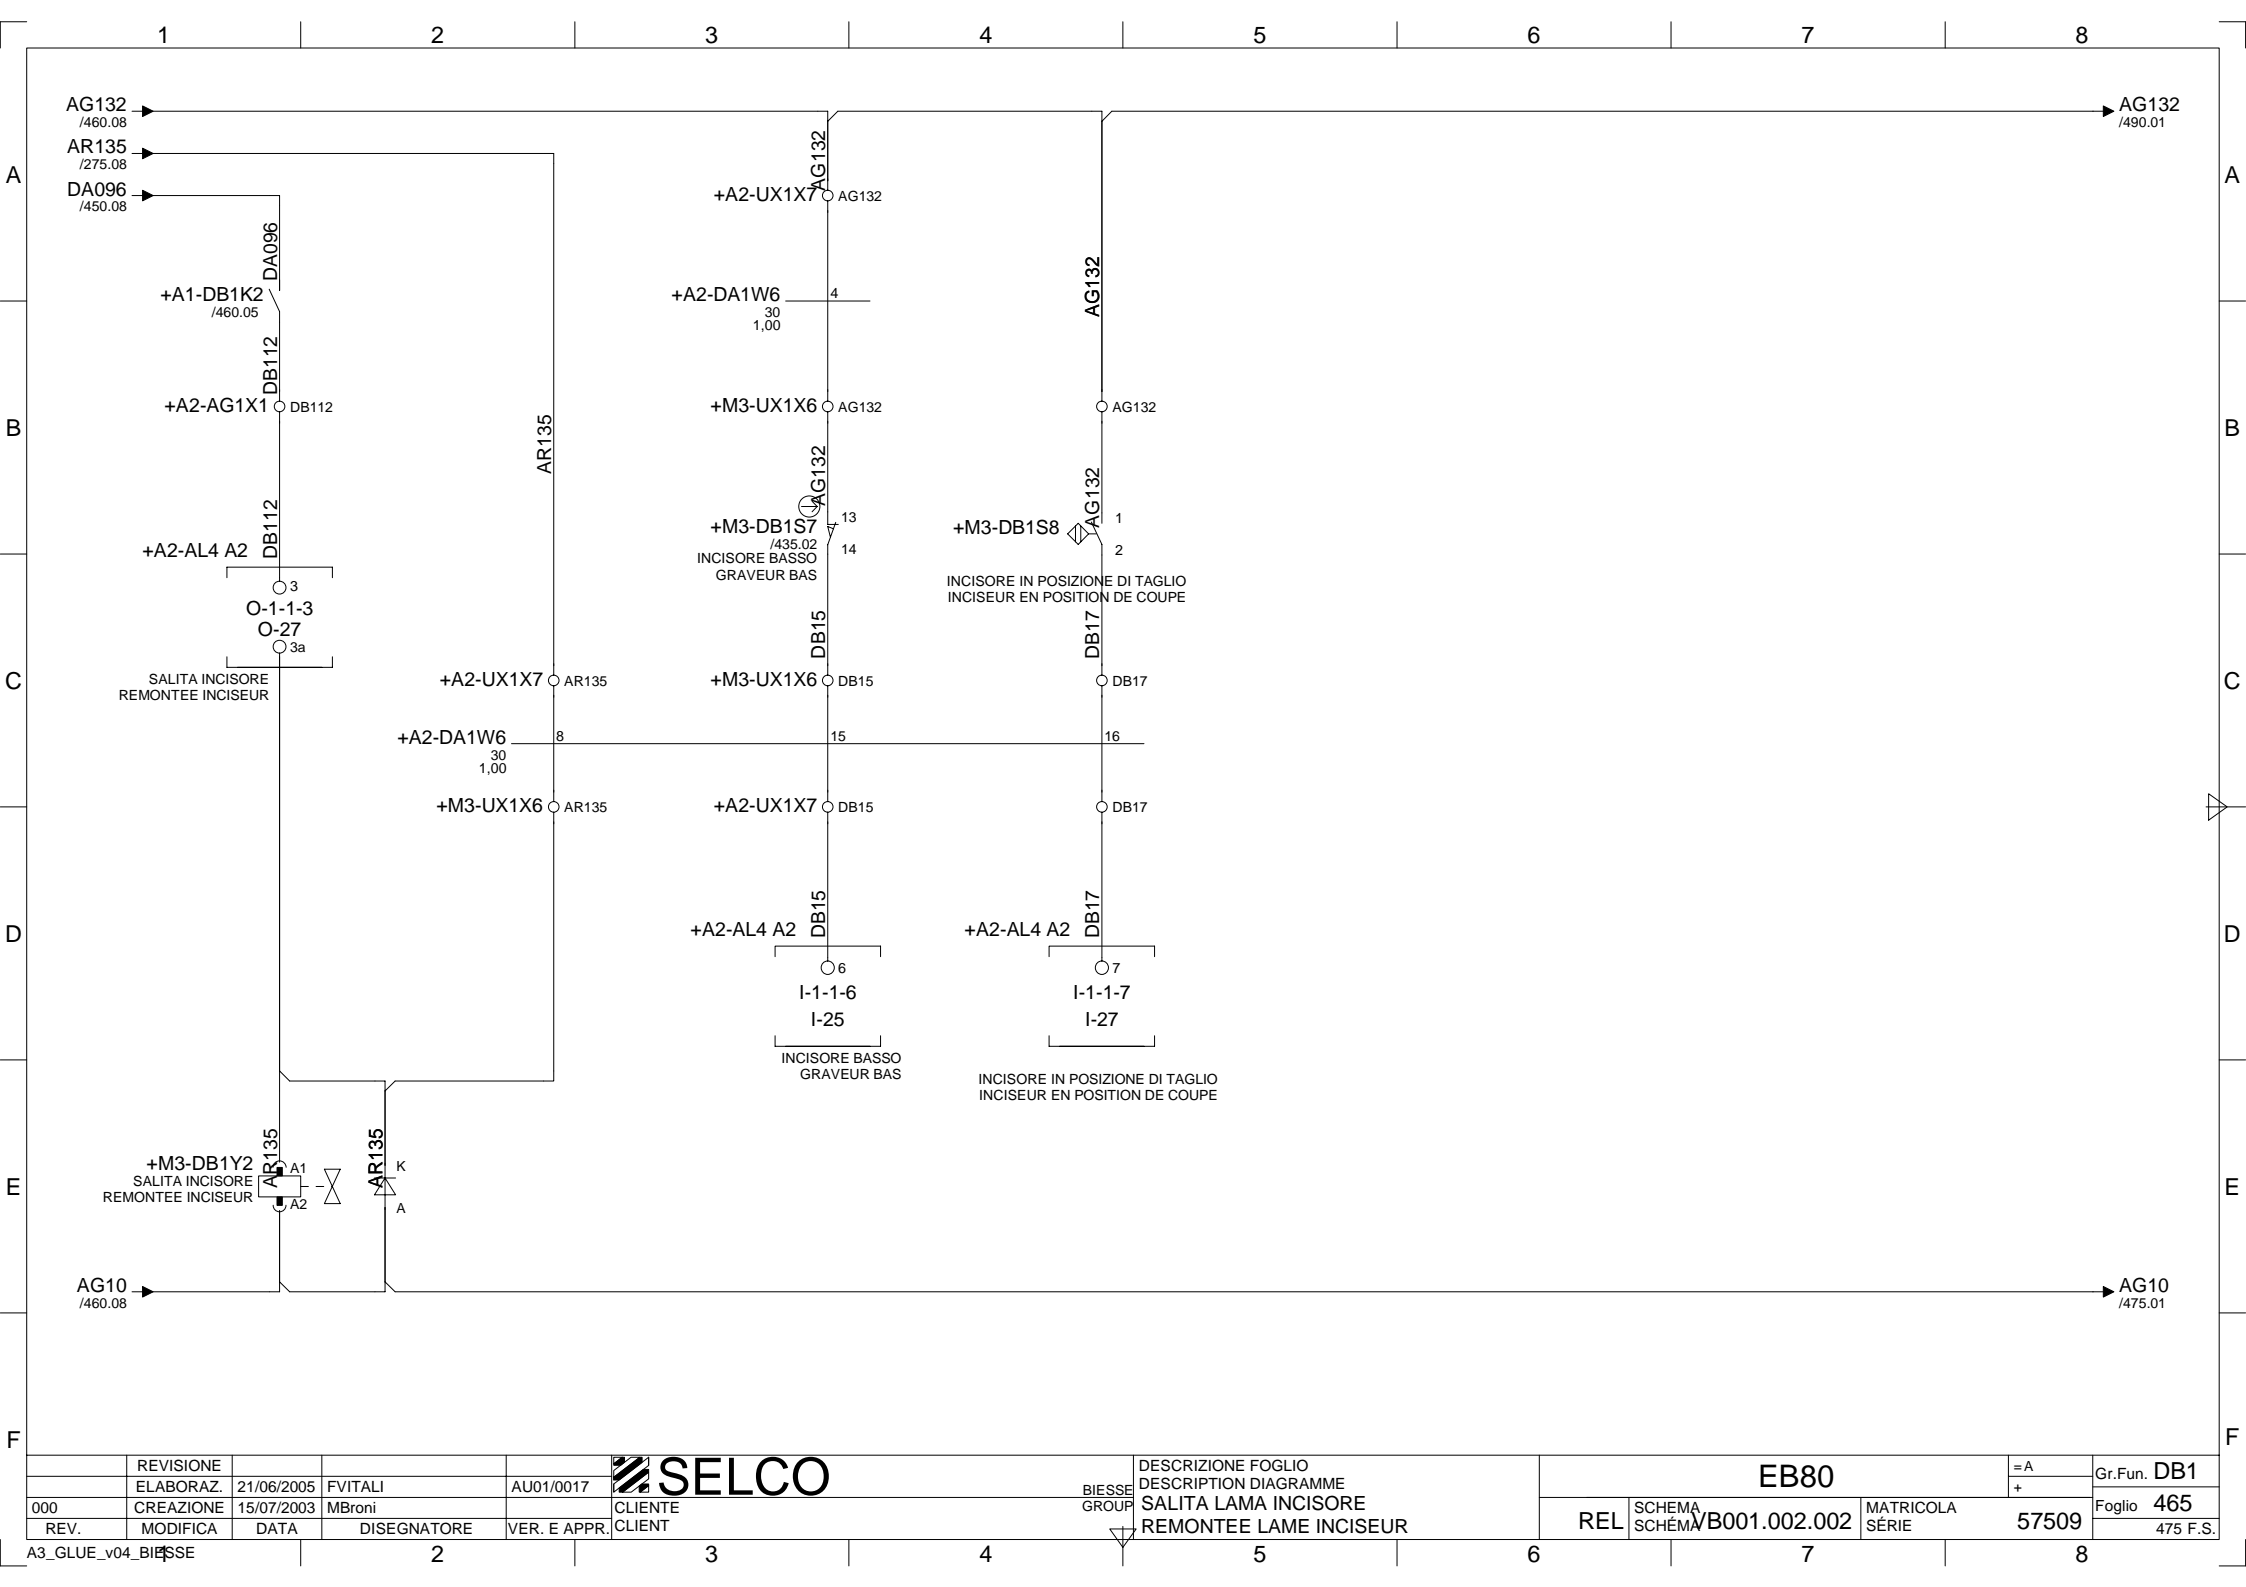 1 2 3 4 5 6 7 8
A
B
C
D
E
F
AG132
/460.08
AR135
/275.08
DA096
/450.08
AG132
/490.01
DA096
+A1-DB1K2
/460.05
DB112
+A2-AG1X1 DB112
DB112
+A2-AL4 A2
3
O-1-1-3
O-27
3a
SALITA INCISORE
REMONTEE INCISEUR
AR135
+A2-UX1X7 AR135
+A2-DA1W6 8 15 16
30
1,00
+M3-UX1X6 AR135
AG132
+A2-UX1X7 AG132
+A2-DA1W6 4
30
1,00
+M3-UX1X6 AG132
AG132
+M3-DB1S7 13
/435.02 14
INCISORE BASSO
GRAVEUR BAS
DB15
+M3-UX1X6 DB15
+A2-UX1X7 DB15
DB15
+A2-AL4 A2
6
I-1-1-6
I-25
INCISORE BASSO
GRAVEUR BAS
AG132
AG132
AG132
+M3-DB1S8 1
2
INCISORE IN POSIZIONE DI TAGLIO
INCISEUR EN POSITION DE COUPE
DB17
DB17
DB17
DB17
+A2-AL4 A2
7
I-1-1-7
I-27
INCISORE IN POSIZIONE DI TAGLIO
INCISEUR EN POSITION DE COUPE
AR135
+M3-DB1Y2 A1
SALITA INCISORE
REMONTEE INCISEUR
A2
AR135
K
A
AG10
/460.08
AG10
/475.01
A
B
C
D
E
F
REVISIONE
ELABORAZ. 21/06/2005 FVITALI AU01/0017
000 CREAZIONE 15/07/2003 MBroni
REV. MODIFICA DATA DISEGNATORE VER. E APPR.
SELCO
CLIENTE
CLIENT
BIESSE
GROUP
DESCRIZIONE FOGLIO
DESCRIPTION DIAGRAMME
SALITA LAMA INCISORE
REMONTEE LAME INCISEUR
EB80
REL
SCHEMA
SCHÉMA
VB001.002.002
MATRICOLA
SÉRIE
57509
=A
+
Gr.Fun. DB1
Foglio 465
475 F.S.
A3_GLUE_v04_BIESSE
1 2 3 4 5 6 7 8